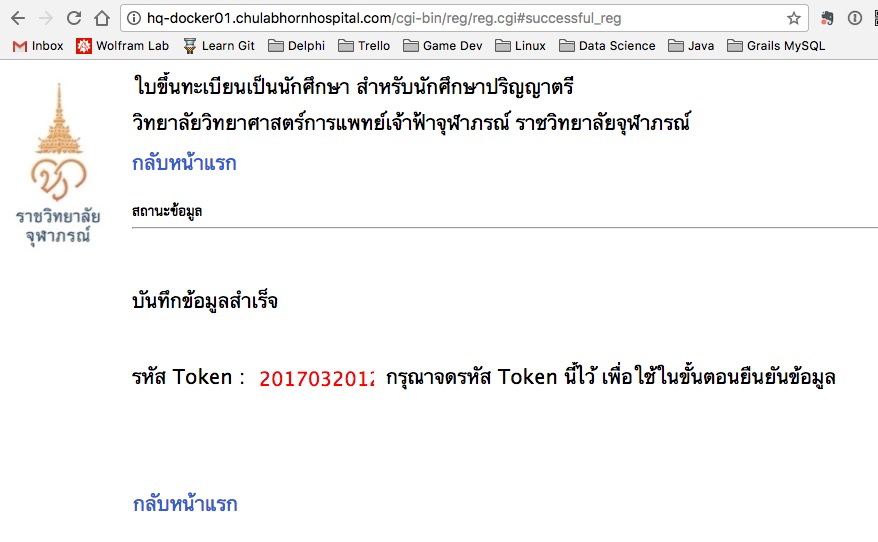 hq-docker01.chulabhornhospital.com/cgi-bin/reg/reg.cgi#successful_reg
Inbox Wolfram Lab Learn Git Delphi Trello Game Dev Linux Data Science Java Grails MySQL
ใบขึ้นทะเบียนเป็นนักศึกษา สำหรับนักศึกษาปริญญาตรี
วิทยาลัยวิทยาศาสตร์การแพทย์เจ้าฟ้าจุฬาภรณ์ ราชวิทยาลัยจุฬาภรณ์
กลับหน้าแรก
ราชวิทยาลัย
จุฬาภรณ์
สถานะข้อมูล
บันทึกข้อมูลสำเร็จ
รหัส Token : 2017032012 กรุณาจดรหัส Token นี้ไว้ เพื่อใช้ในขั้นตอนยืนยันข้อมูล
กลับหน้าแรก